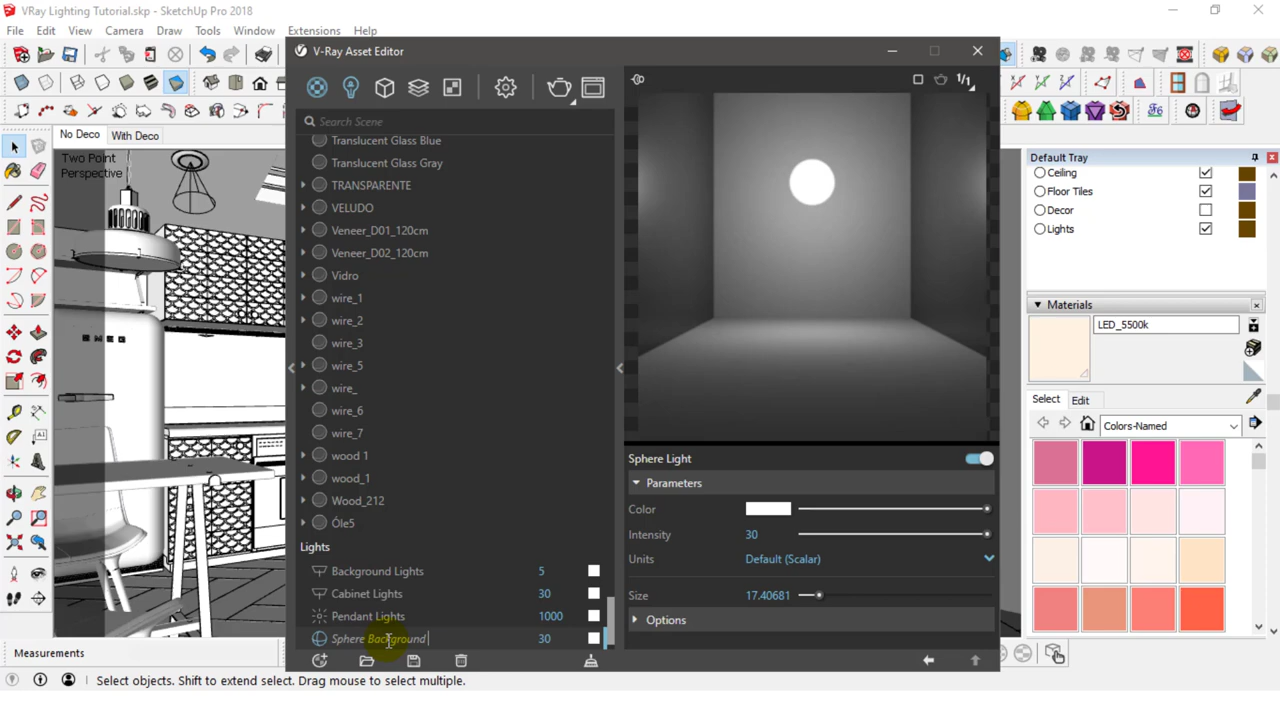 VRay Lighting Tutorial.skp - SketchUp Pro 2018
File Edit View Camera Draw Tools Window Extensions Help
V-Ray Asset Editor
No Deco
With Deco
Two Point
Perspective
SMEG
Search Scene
Translucent Glass Blue
Translucent Glass Gray
TRANSPARENTE
VELUDO
Veneer_D01_120cm
Veneer_D02_120cm
Vidro
wire_1
wire_2
wire_3
wire_5
wire_
wire_6
wire_7
wood 1
wood_1
Wood_212
Óle5
Lights
Background Lights 5
Cabinet Lights 30
Pendant Lights 1000
Sphere Background 30
1/1
Sphere Light
Parameters
Color
Intensity 30
Units Default (Scalar)
Size 17.40681
Options
Default Tray
Ceiling
Floor Tiles
Decor
Lights
Materials
LED_5500k
Select Edit
Colors-Named
Measurements
Select objects. Shift to extend select. Drag mouse to select multiple.